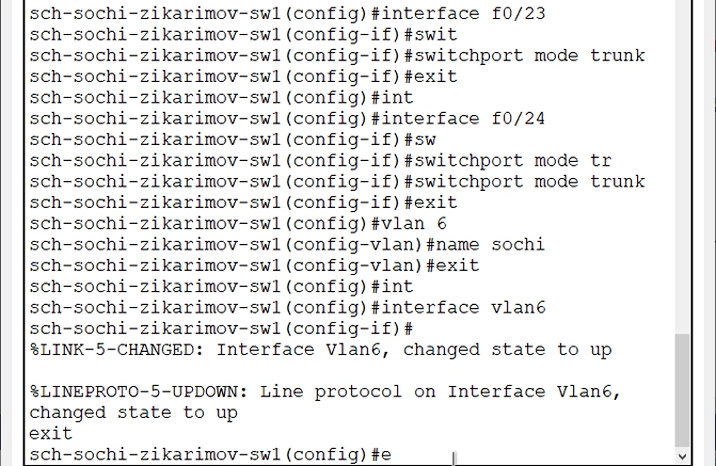 sch-sochi-zikarimov-sw1(config)#interface f0/23
sch-sochi-zikarimov-sw1(config-if)#swit
sch-sochi-zikarimov-sw1(config-if)#switchport mode trunk
sch-sochi-zikarimov-sw1(config-if)#exit
sch-sochi-zikarimov-sw1(config)#int
sch-sochi-zikarimov-sw1(config)#interface f0/24
sch-sochi-zikarimov-sw1(config-if)#sw
sch-sochi-zikarimov-sw1(config-if)#switchport mode tr
sch-sochi-zikarimov-sw1(config-if)#switchport mode trunk
sch-sochi-zikarimov-sw1(config-if)#exit
sch-sochi-zikarimov-sw1(config)#vlan 6
sch-sochi-zikarimov-sw1(config-vlan)#name sochi
sch-sochi-zikarimov-sw1(config-vlan)#exit
sch-sochi-zikarimov-sw1(config)#int
sch-sochi-zikarimov-sw1(config)#interface vlan6
sch-sochi-zikarimov-sw1(config-if)#
%LINK-5-CHANGED: Interface Vlan6, changed state to up
%LINEPROTO-5-UPDOWN: Line protocol on Interface Vlan6,
changed state to up
exit
sch-sochi-zikarimov-sw1(config)#e